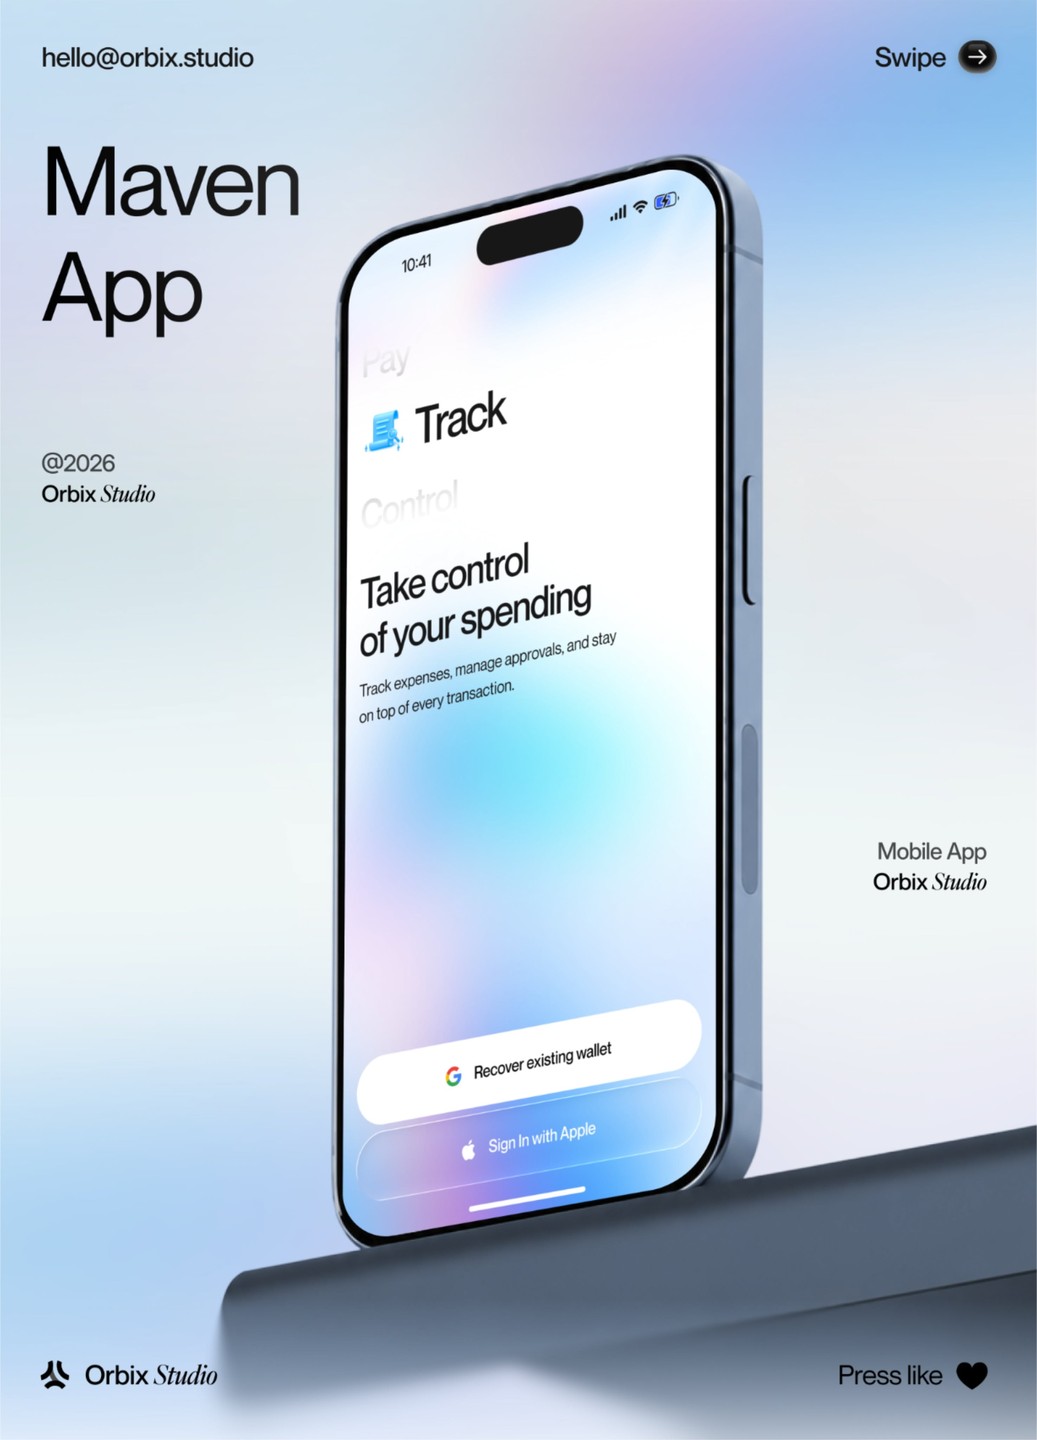 hello@orbix.studio
Swipe
Maven
App
@2026
Orbix Studio
10:41
Pay
Track
Control
Take control
of your spending
Track expenses, manage approvals, and stay
on top of every transaction.
Mobile App
Orbix Studio
Recover existing wallet
Sign In with Apple
Orbix Studio
Press like